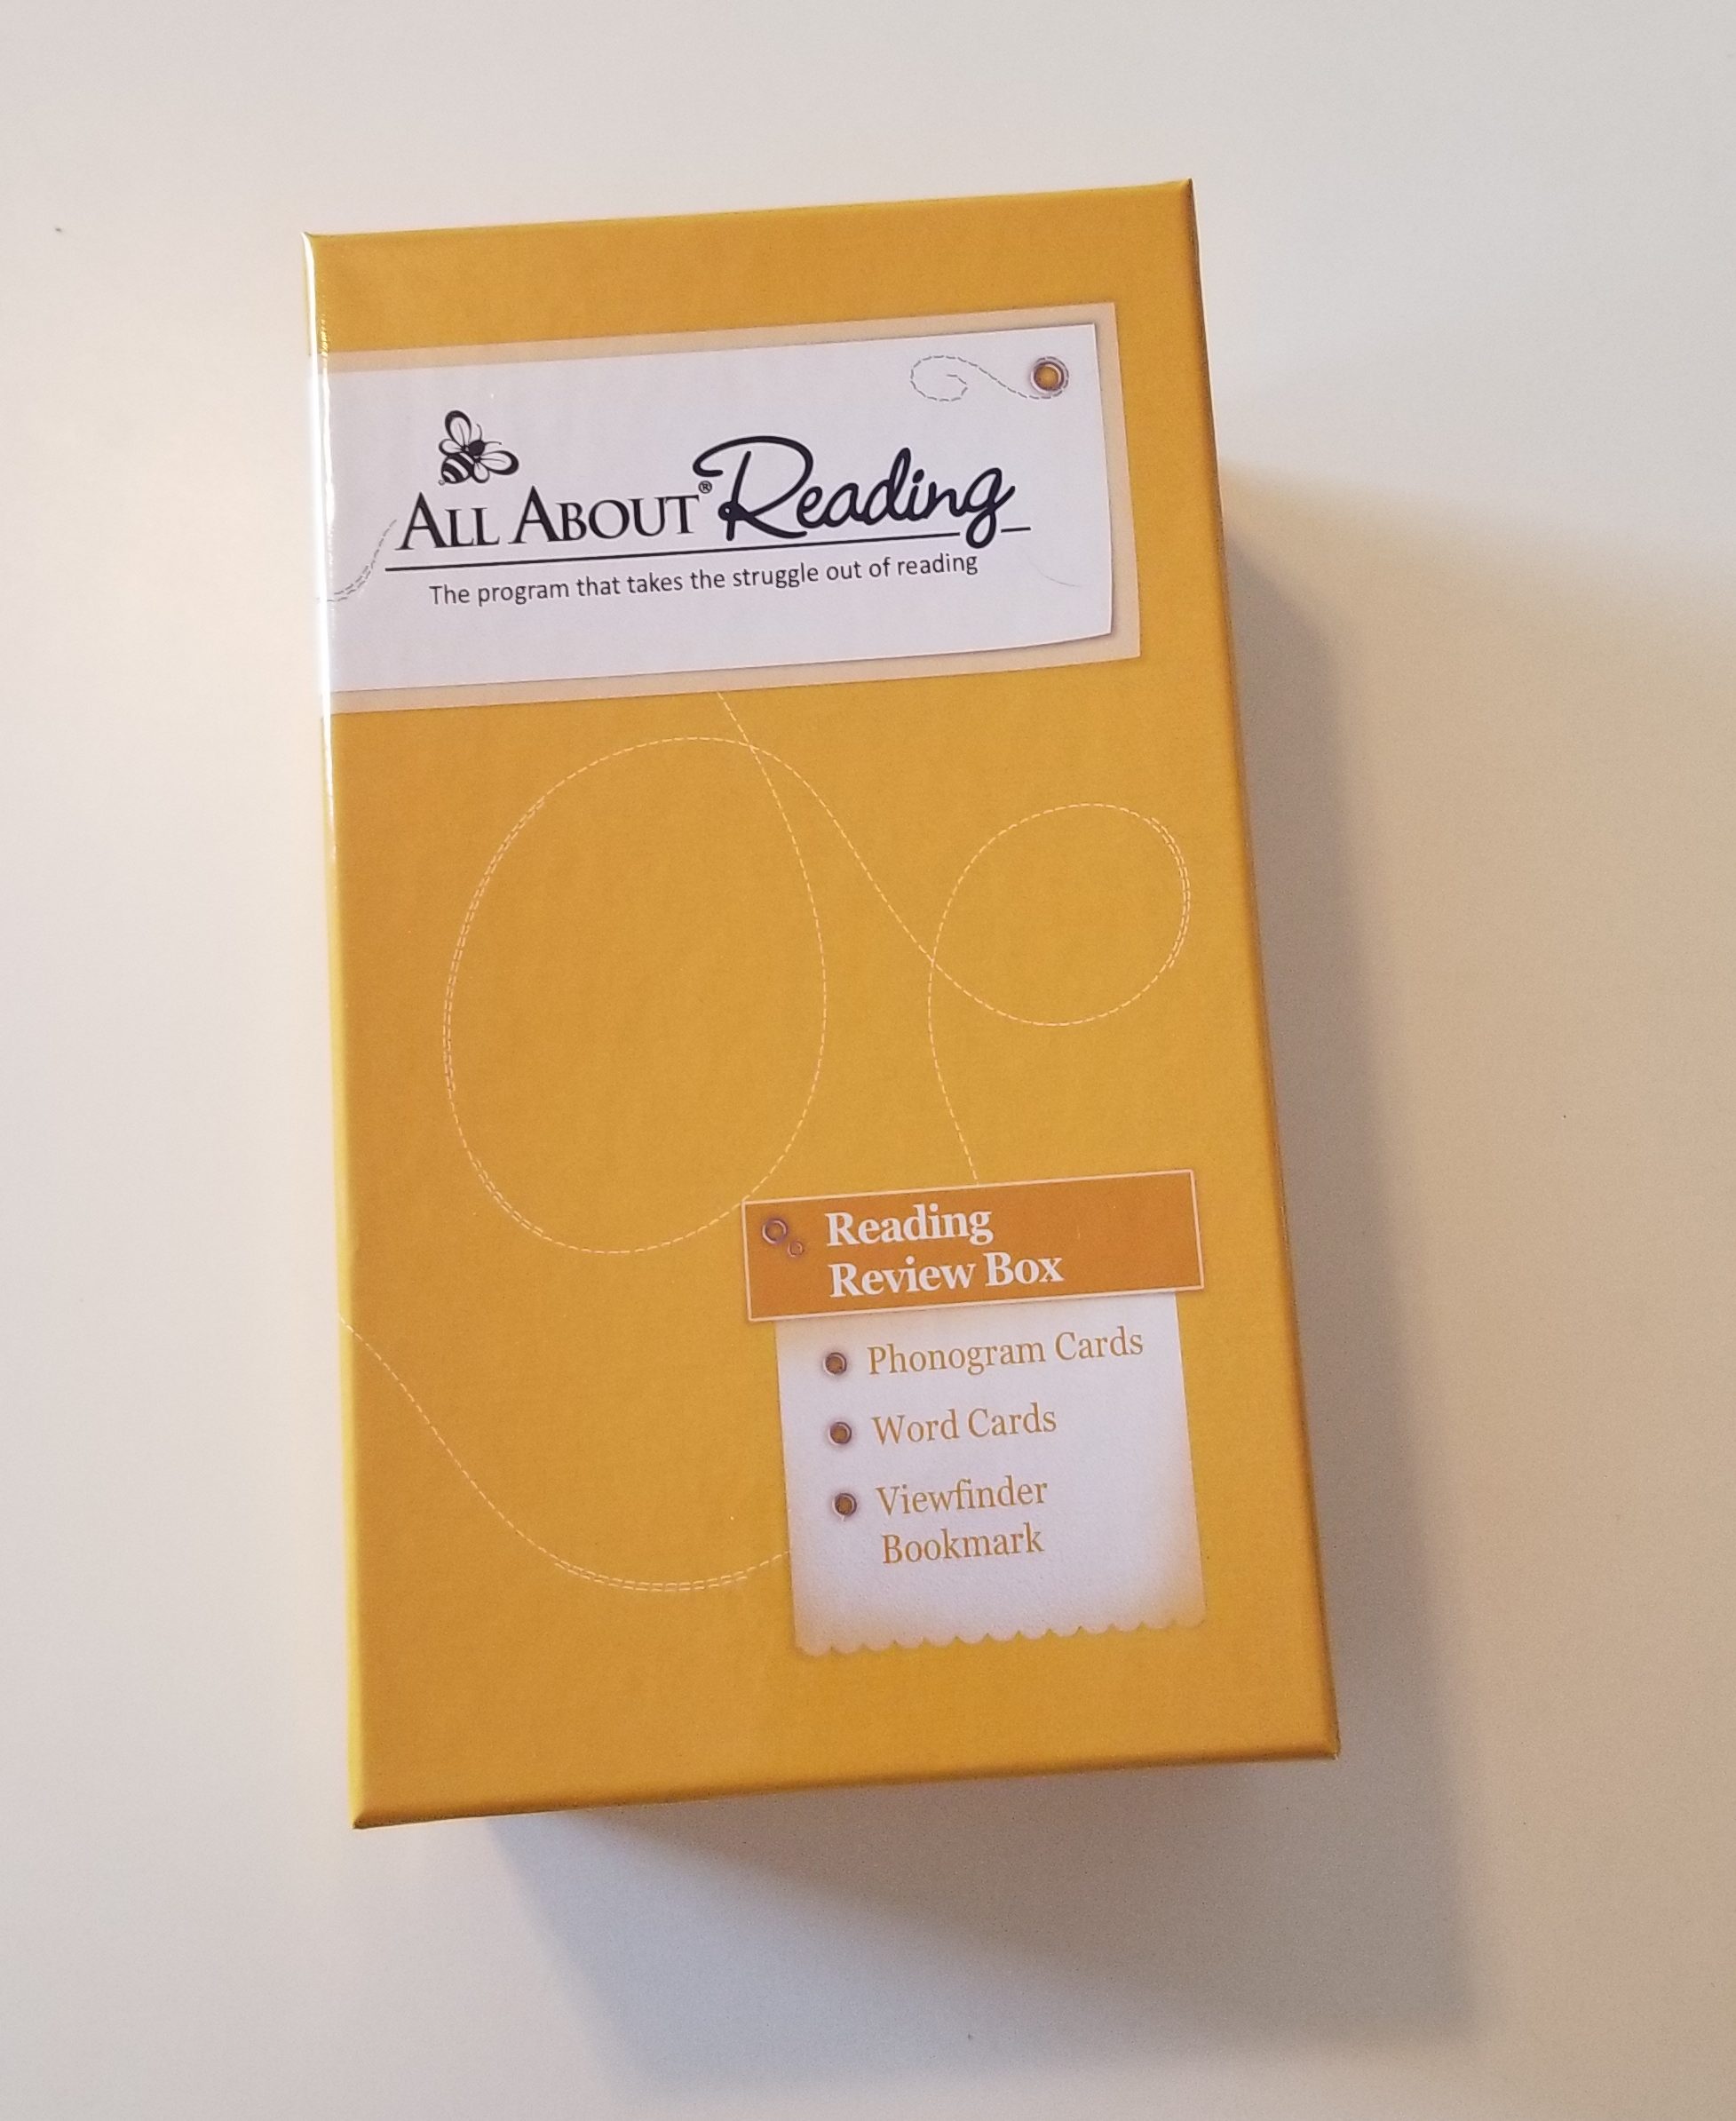 ALL ABOUT® Reading
The program that takes the struggle out of reading
Reading
Review Box
Phonogram Cards
Word Cards
Viewfinder
Bookmark